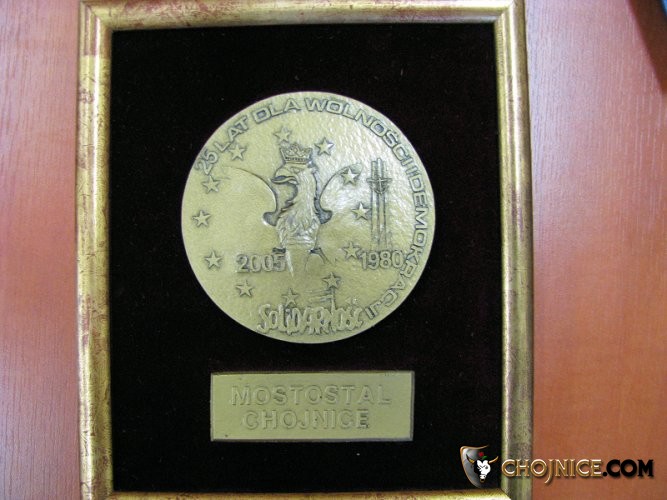 25 LAT DLA WOLNOŚCI I DEMOKRACJI
2005 1980
SOLIDARNOŚĆ
MOSTOSTAL
CHOJNICE
CHOJNICE.COM